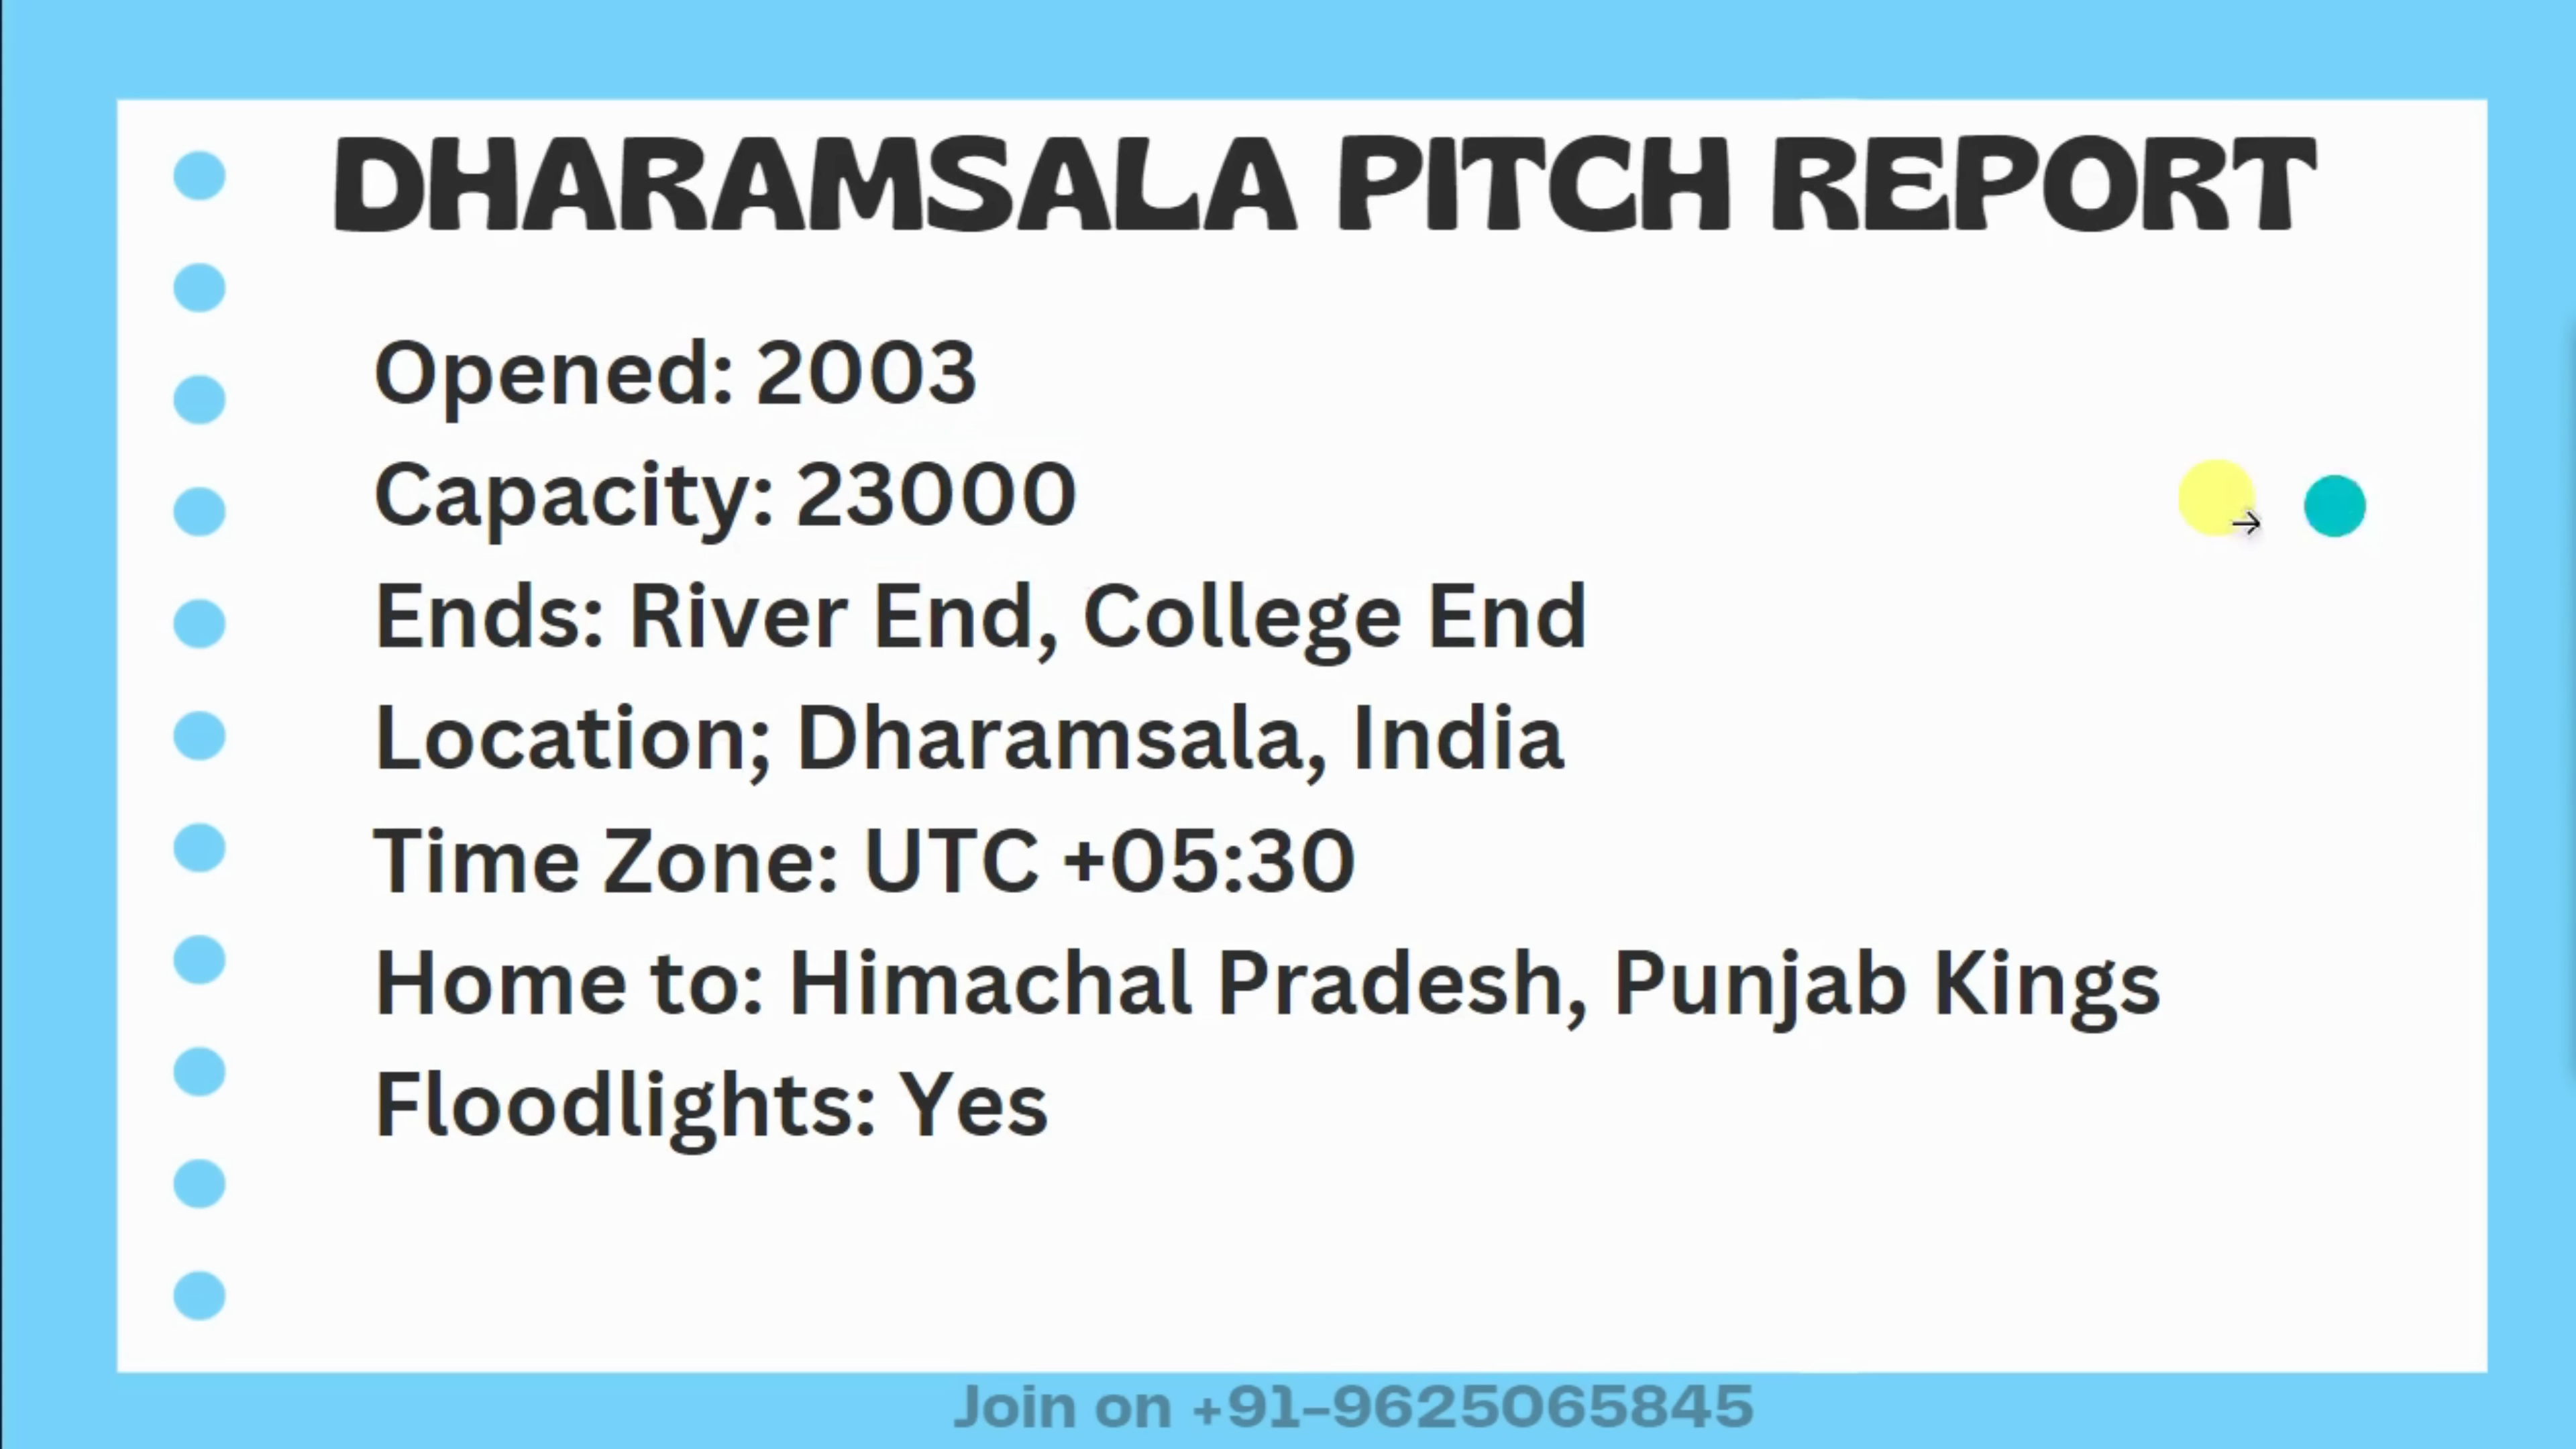 DHARAMSALA PITCH REPORT
Opened: 2003
Capacity: 23000
Ends: River End, College End
Location; Dharamsala, India
Time Zone: UTC +05:30
Home to: Himachal Pradesh, Punjab Kings
Floodlights: Yes
Join on +91-9625065845